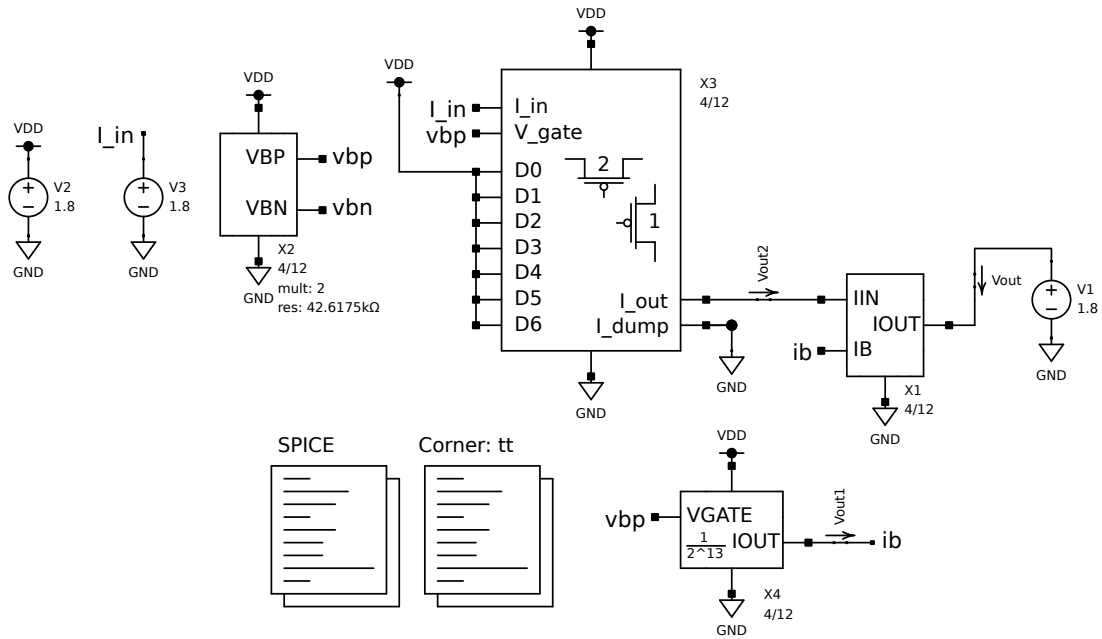 VDD
X3
4/12
VDD
VDD
I_in
I_in
vbp
V_gate
VDD
I_in
VBP
vbp
VBN
vbn
V2
1.8
V3
1.8
GND
GND
X2
4/12
mult: 2
res: 42.6175kΩ
GND
D0
D1
D2
D3
D4
D5
D6
2
1
I_out
I_dump
GND
GND
Vout2
IIN
IOUT
ib
IB
X1
4/12
GND
Vout
V1
1.8
GND
SPICE
Corner: tt
VDD
vbp
VGATE
1
2^13
IOUT
Vout1
ib
X4
4/12
GND